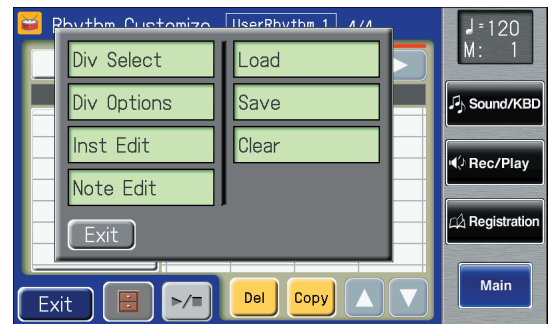 Rhythm Customize UserRhythm 1 4/4
♩=120
M: 1
Div Select
Load
Div Options
Save
Inst Edit
Clear
Note Edit
Exit
Sound/KBD
Rec/Play
Registration
Main
Exit
►/■
Del
Copy